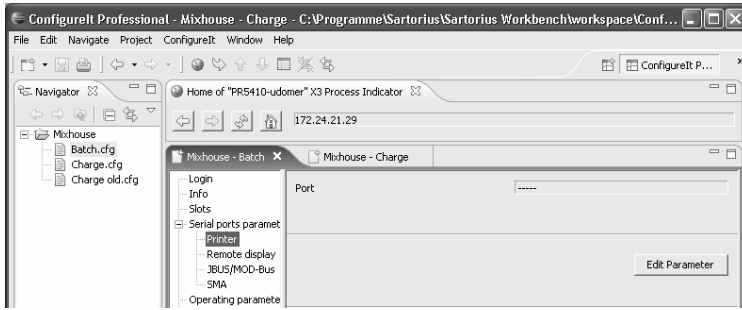 ConfigureIt Professional - Mixhouse - Charge - C:\Programme\Sartorius\Sartorius Workbench\workspace\Conf...
File Edit Navigate Project ConfigureIt Window Help
ConfigureIt P...
Navigator
Home of "PR5410-udomer" X3 Process Indicator
172.24.21.29
Mixhouse
Batch.cfg
Charge.cfg
Charge old.cfg
Mixhouse - Batch
Mixhouse - Charge
Login
Info
Slots
Serial ports paramet
Printer
Remote display
JBUS/MOD-Bus
SMA
Operating paramete
Port
-----
Edit Parameter